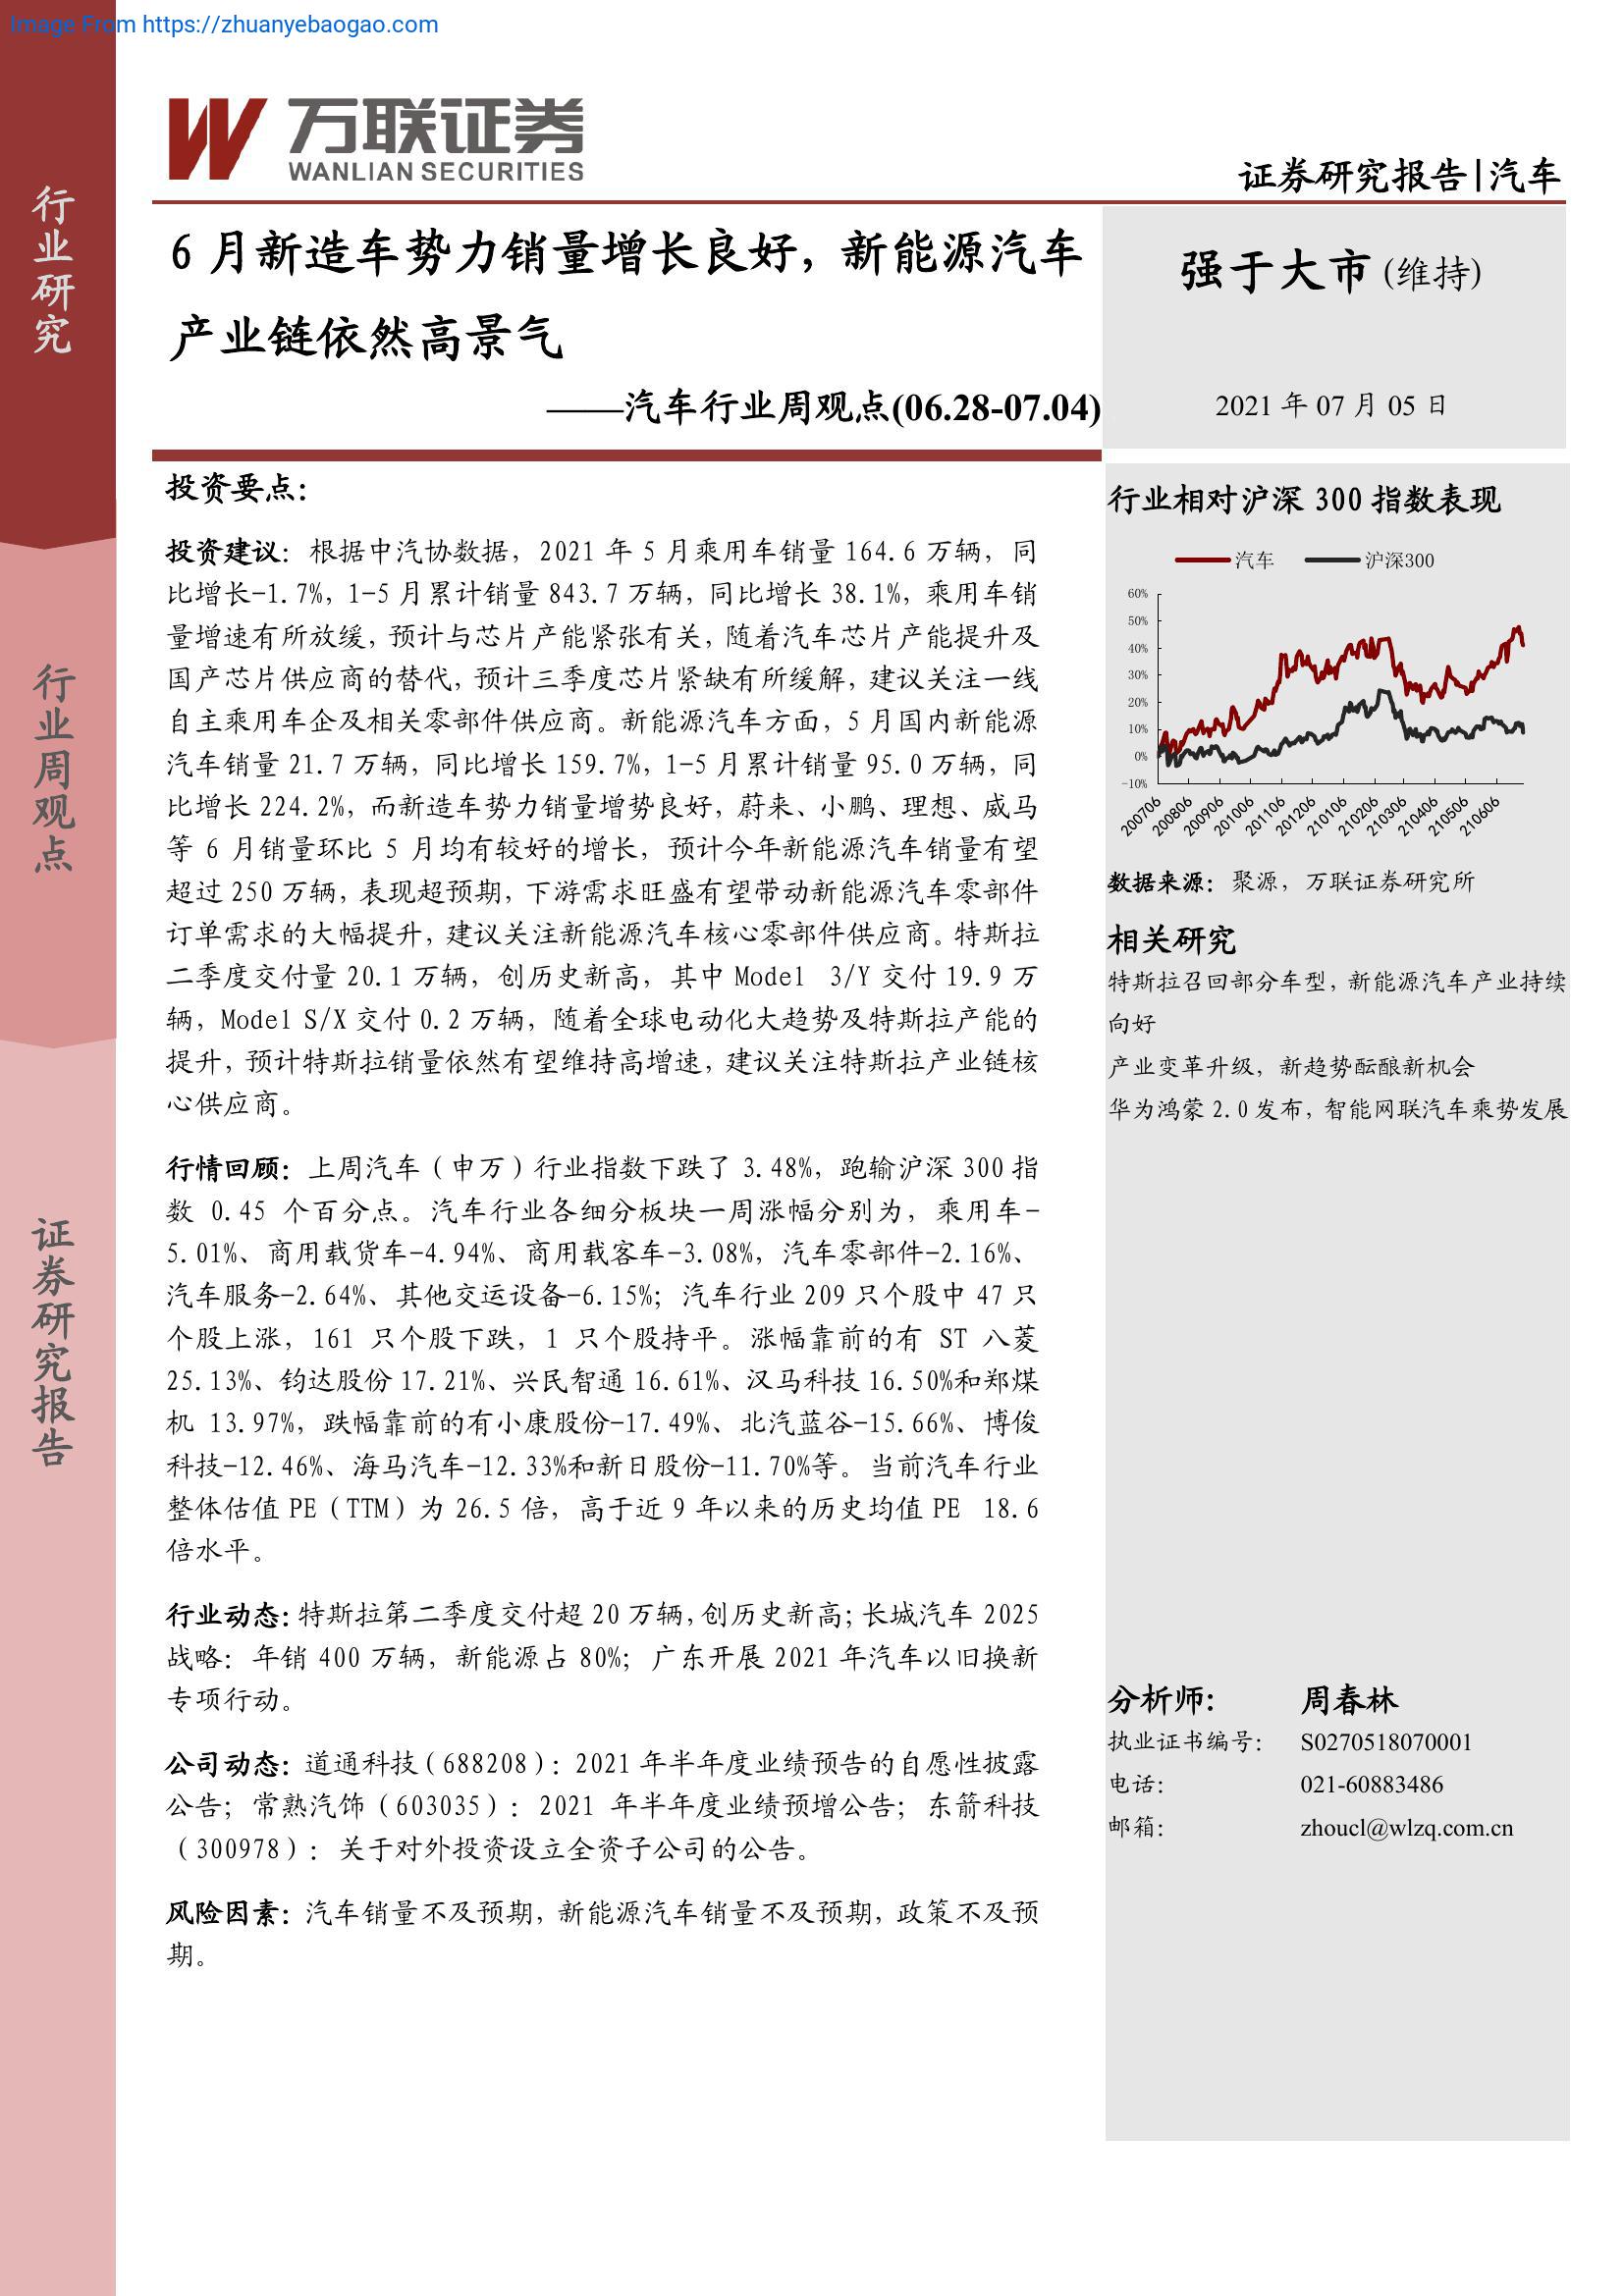 Image From https://zhuanyebaogao.com
万联证券
WANLIAN SECURITIES
证券研究报告|汽车
行业研究
行业周观点
证券研究报告
6 月新造车势力销量增长良好，新能源汽车
产业链依然高景气
——汽车行业周观点(06.28-07.04)
强于大市(维持)
2021 年 07 月 05 日
投资要点：
投资建议：根据中汽协数据，2021 年 5 月乘用车销量 164.6 万辆，同
比增长-1.7%，1-5 月累计销量 843.7 万辆，同比增长 38.1%，乘用车销
量增速有所放缓，预计与芯片产能紧张有关，随着汽车芯片产能提升及
国产芯片供应商的替代，预计三季度芯片紧缺有所缓解，建议关注一线
自主乘用车企及相关零部件供应商。新能源汽车方面，5 月国内新能源
汽车销量 21.7 万辆，同比增长 159.7%，1-5 月累计销量 95.0 万辆，同
比增长 224.2%，而新造车势力销量增势良好，蔚来、小鹏、理想、威马
等 6 月销量环比 5 月均有较好的增长，预计今年新能源汽车销量有望
超过 250 万辆，表现超预期，下游需求旺盛有望带动新能源汽车零部件
订单需求的大幅提升，建议关注新能源汽车核心零部件供应商。特斯拉
二季度交付量 20.1 万辆，创历史新高，其中 Model 3/Y 交付 19.9 万
辆，Model S/X 交付 0.2 万辆，随着全球电动化大趋势及特斯拉产能的
提升，预计特斯拉销量依然有望维持高增速，建议关注特斯拉产业链核
心供应商。
行情回顾：上周汽车（申万）行业指数下跌了 3.48%，跑输沪深 300 指
数 0.45 个百分点。汽车行业各细分板块一周涨幅分别为，乘用车-
5.01%、商用载货车-4.94%、商用载客车-3.08%，汽车零部件-2.16%、
汽车服务-2.64%、其他交运设备-6.15%；汽车行业 209 只个股中 47 只
个股上涨，161 只个股下跌，1 只个股持平。涨幅靠前的有 ST 八菱
25.13%、钧达股份 17.21%、兴民智通 16.61%、汉马科技 16.50%和郑煤
机 13.97%，跌幅靠前的有小康股份-17.49%、北汽蓝谷-15.66%、博俊
科技-12.46%、海马汽车-12.33%和新日股份-11.70%等。当前汽车行业
整体估值 PE（TTM）为 26.5 倍，高于近 9 年以来的历史均值 PE 18.6
倍水平。
行业动态：特斯拉第二季度交付超 20 万辆，创历史新高；长城汽车 2025
战略：年销 400 万辆，新能源占 80%；广东开展 2021 年汽车以旧换新
专项行动。
公司动态：道通科技（688208）：2021 年半年度业绩预告的自愿性披露
公告；常熟汽饰（603035）：2021 年半年度业绩预增公告；东箭科技
（300978）：关于对外投资设立全资子公司的公告。
风险因素：汽车销量不及预期，新能源汽车销量不及预期，政策不及预
期。
行业相对沪深 300 指数表现
汽车 沪深300
60%
50%
40%
30%
20%
10%
0%
-10%
200706 200806 200906 201006 201106 201206 210106 210206 210306 210406 210506 210606
数据来源：聚源，万联证券研究所
相关研究
特斯拉召回部分车型，新能源汽车产业持续
向好
产业变革升级，新趋势酝酿新机会
华为鸿蒙 2.0 发布，智能网联汽车乘势发展
分析师： 周春林
执业证书编号： S0270518070001
电话： 021-60883486
邮箱： zhoucl@wlzq.com.cn